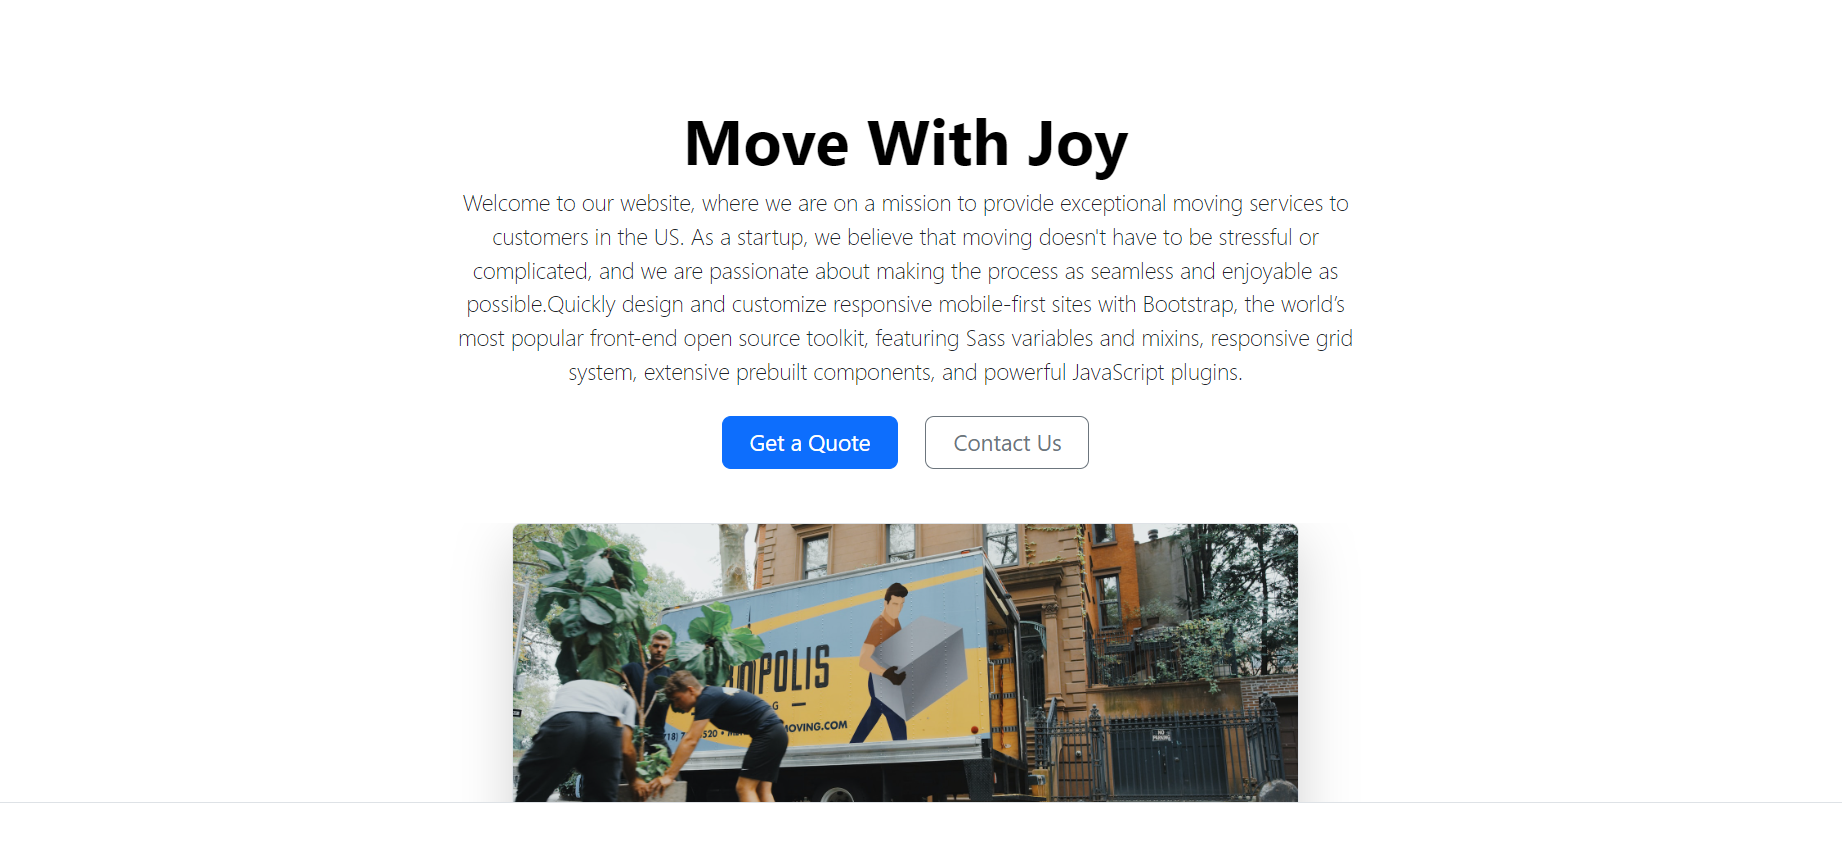 Move With Joy
Welcome to our website, where we are on a mission to provide exceptional moving services to
customers in the US. As a startup, we believe that moving doesn't have to be stressful or
complicated, and we are passionate about making the process as seamless and enjoyable as
possible.Quickly design and customize responsive mobile-first sites with Bootstrap, the world’s
most popular front-end open source toolkit, featuring Sass variables and mixins, responsive grid
system, extensive prebuilt components, and powerful JavaScript plugins.
Get a Quote
Contact Us
OPOLIS
G
520 • MOVING.COM
NO
PARKING